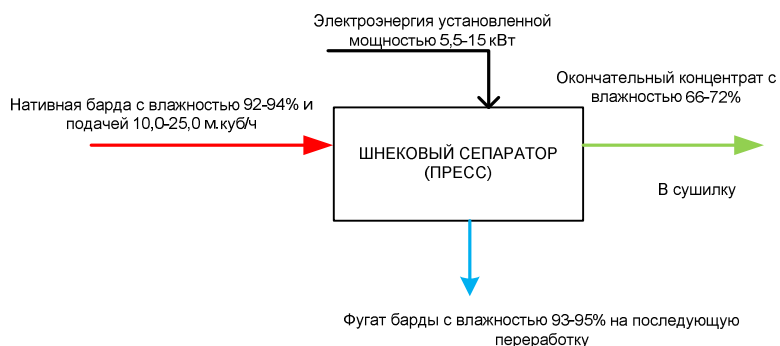 Электроэнергия установленной
мощностью 5,5-15 кВт
Окончательный концентрат с
влажностью 66-72%
Нативная барда с влажностью 92-94% и
подачей 10,0-25,0 м.куб/ч
ШНЕКОВЫЙ СЕПАРАТОР
(ПРЕСС)
В сушилку
Фугат барды с влажностью 93-95% на последующую
переработку